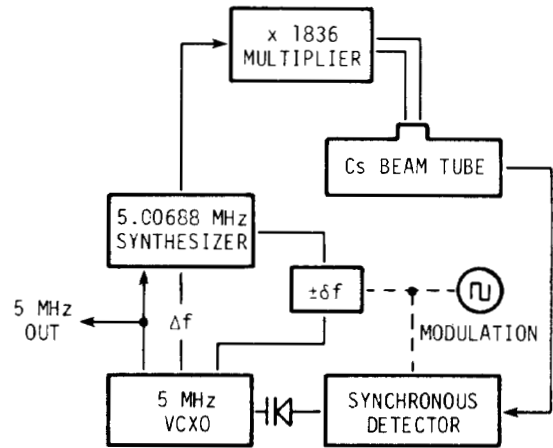 x 1836
MULTIPLIER
Cs BEAM TUBE
5.00688 MHz
SYNTHESIZER
±δf
5 MHz
OUT
Δf
MODULATION
5 MHz
VCXO
SYNCHRONOUS
DETECTOR